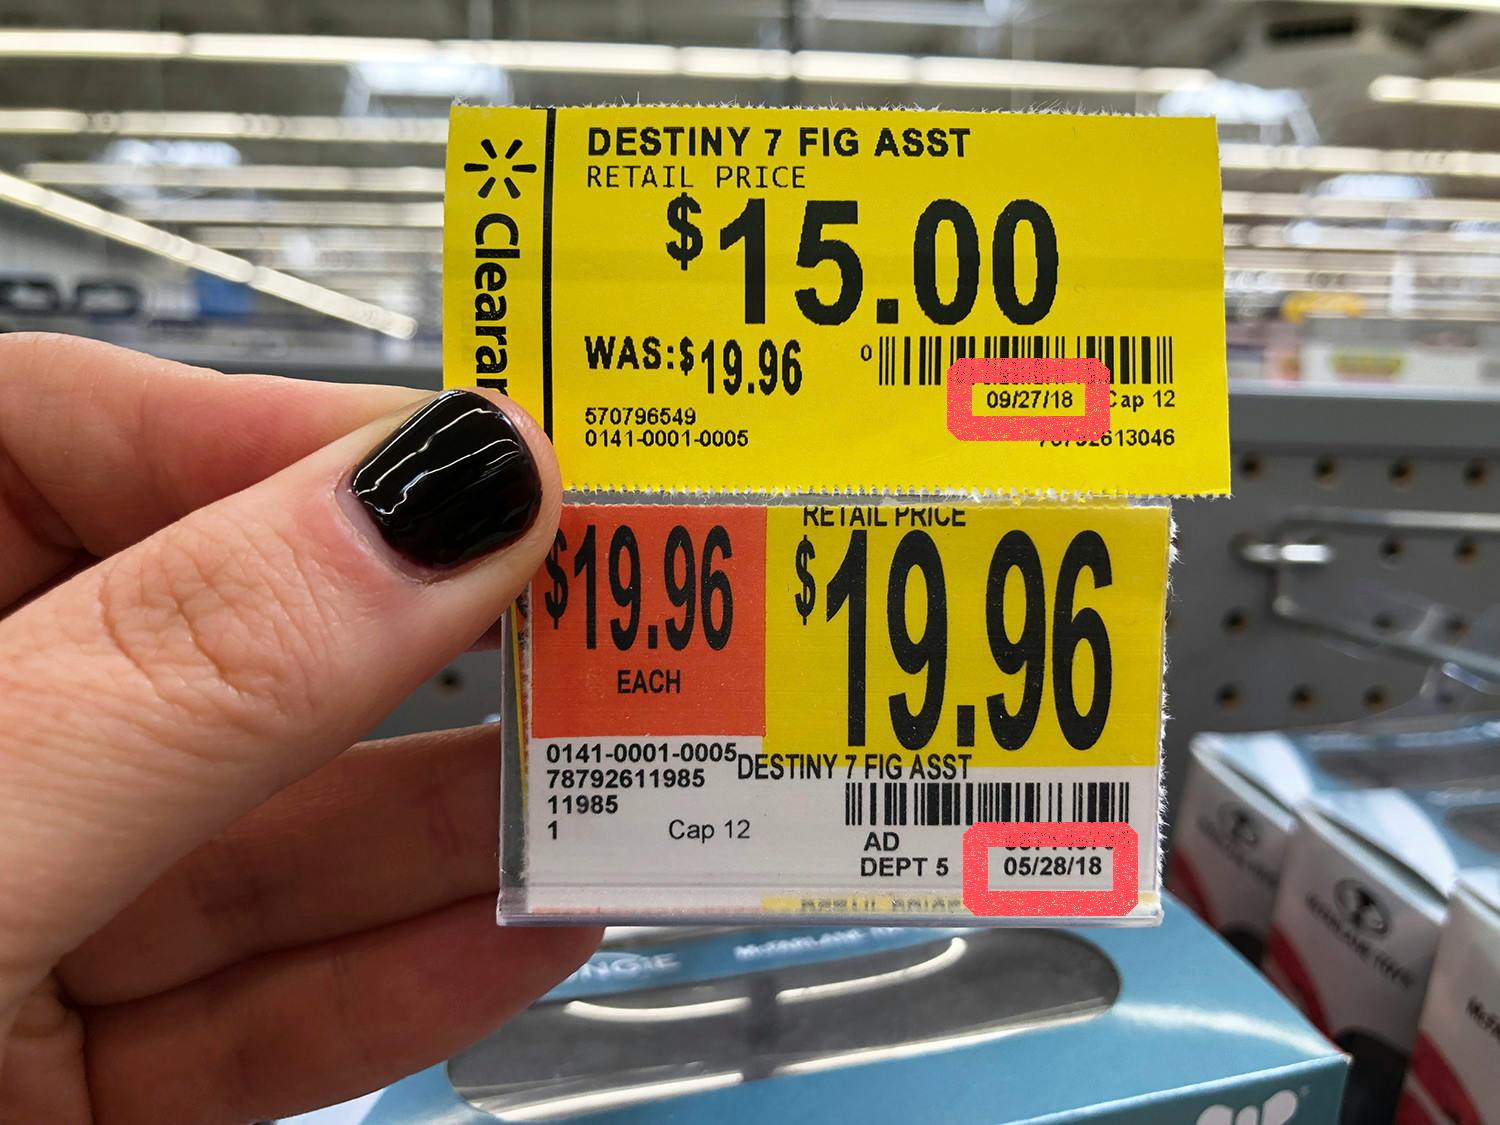 DESTINY 7 FIG ASST
RETAIL PRICE
$15.00
WAS:$19.96
0
09/27/18
Cap 12
570796549
0141-0001-0005
613046
RETAIL PRICE
$19.96
EACH
$19.96
0141-0001-0005
78792611985
11985
1
Cap 12
DESTINY 7 FIG ASST
AD
DEPT 5
05/28/18